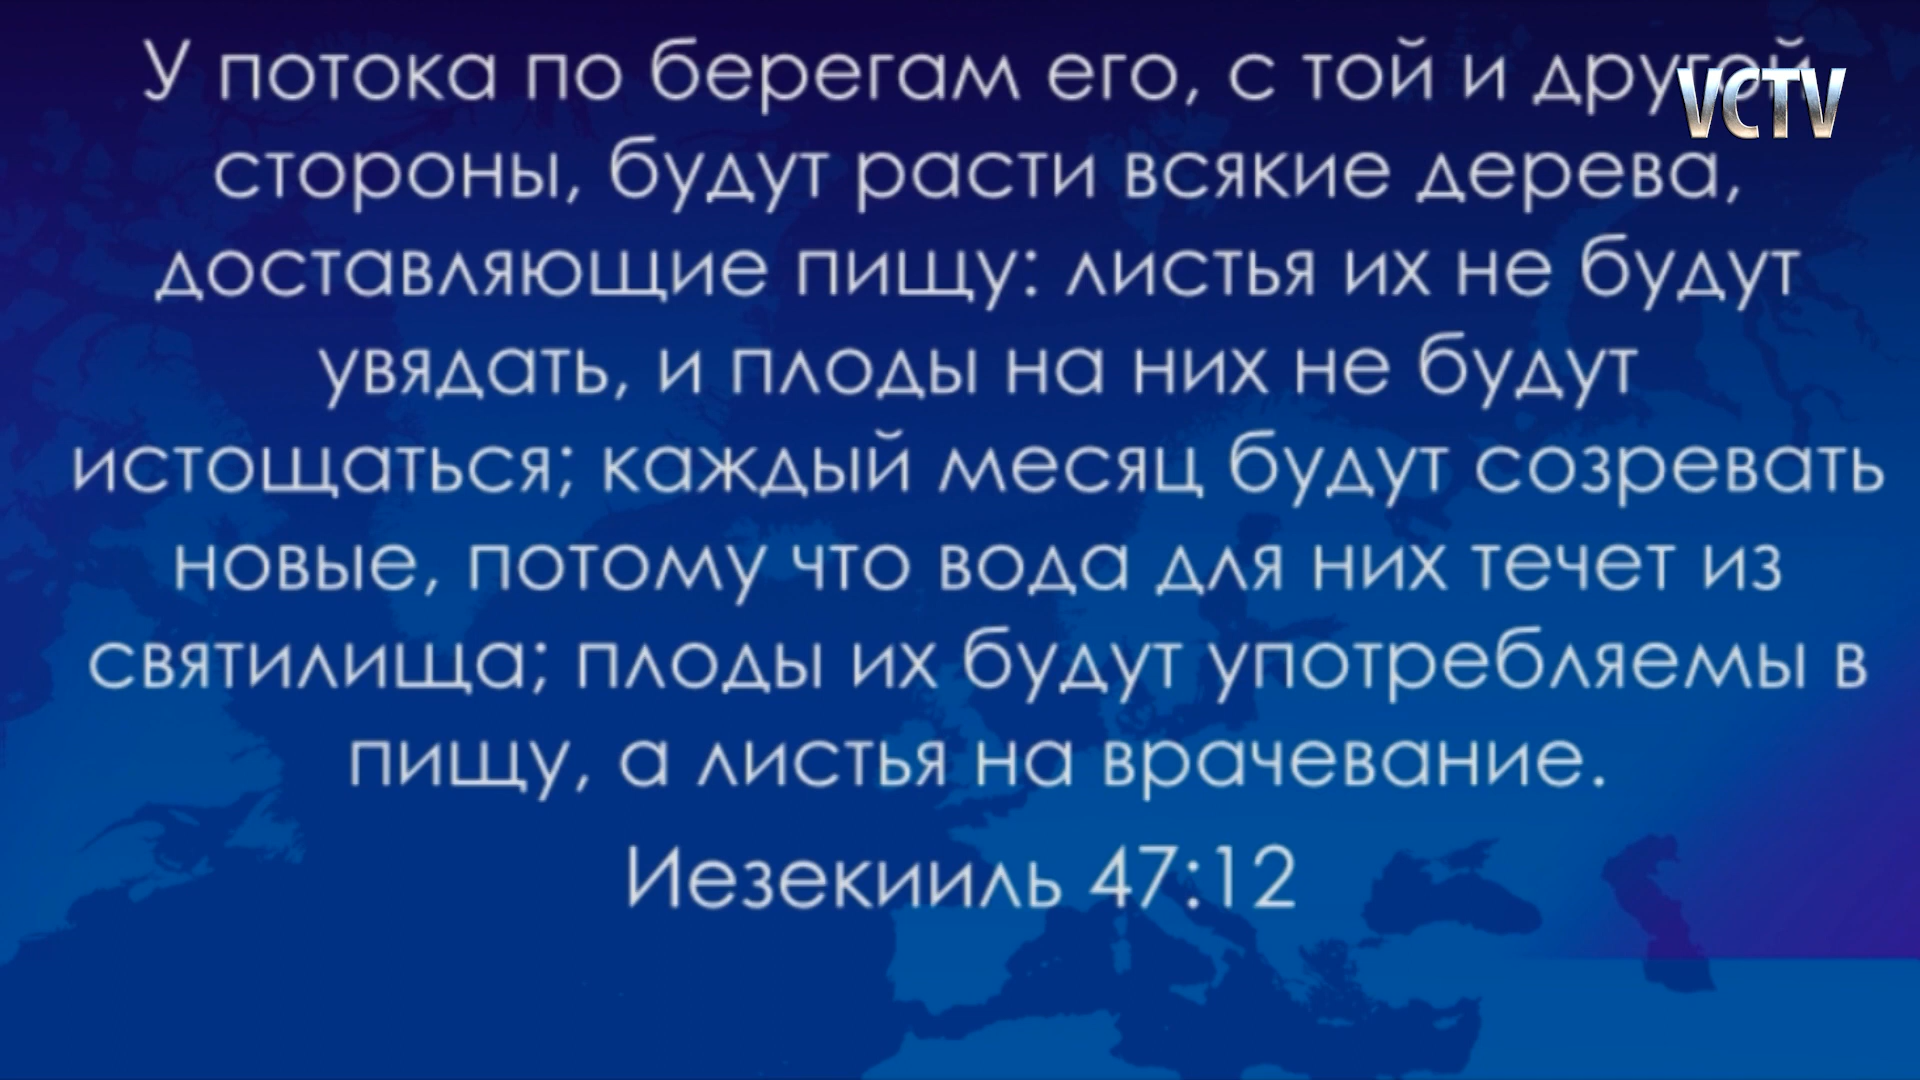 У потока по берегам его, с той и другой
VCTV
стороны, будут расти всякие дерева,
доставляющие пищу: листья их не будут
увядать, и плоды на них не будут
истощаться; каждый месяц будут созревать
новые, потому что вода для них течет из
святилища; плоды их будут употребляемы в
пищу, а листья на врачевание.
Иезекииль 47:12